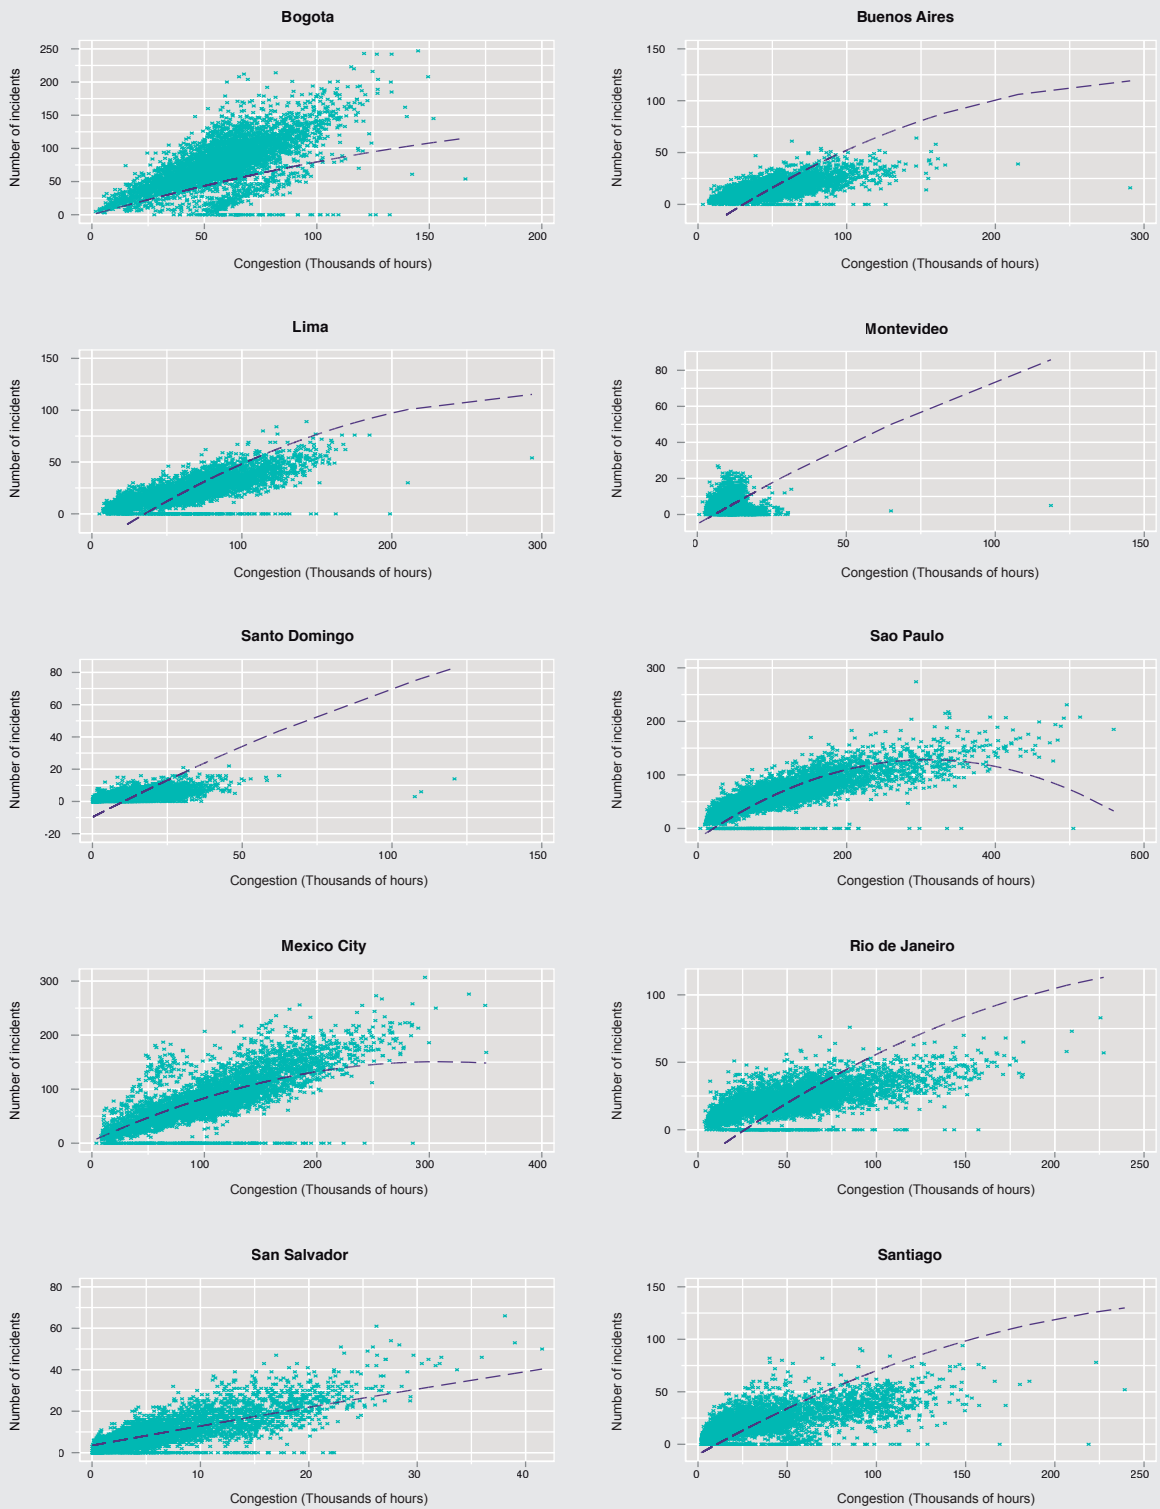 Bogota
Number of incidents
250
200
150
100
50
0
0 50 100 150 200
Congestion (Thousands of hours)
Buenos Aires
Number of incidents
150
100
50
0
0 100 200 300
Congestion (Thousands of hours)
Lima
Number of incidents
150
100
50
0
0 100 200 300
Congestion (Thousands of hours)
Montevideo
Number of incidents
80
60
40
20
0
0 50 100 150
Congestion (Thousands of hours)
Santo Domingo
Number of incidents
80
60
40
20
0
-20
0 50 100 150
Congestion (Thousands of hours)
Sao Paulo
Number of incidents
300
200
100
0
0 200 400 600
Congestion (Thousands of hours)
Mexico City
Number of incidents
300
200
100
0
0 100 200 300 400
Congestion (Thousands of hours)
Rio de Janeiro
Number of incidents
100
50
0
0 50 100 150 200 250
Congestion (Thousands of hours)
San Salvador
Number of incidents
80
60
40
20
0
0 10 20 30 40
Congestion (Thousands of hours)
Santiago
Number of incidents
150
100
50
0
0 50 100 150 200 250
Congestion (Thousands of hours)